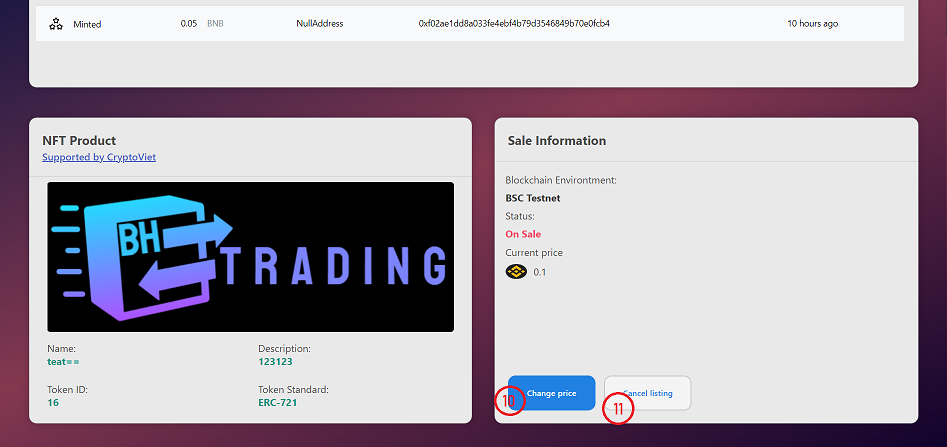 Minted 0.05 BNB NullAddress 0xf02ae1dd8a033fe4ebf4b79d3546849b70e0fcb4 10 hours ago
NFT Product
Supported by CryptoViet
BH
TRADING
Name:
teat==
Description:
123123
Token ID:
16
Token Standard:
ERC-721
Sale Information
Blockchain Environtment:
BSC Testnet
Status:
On Sale
Current price
0.1
Change price
Cancel listing
10
11